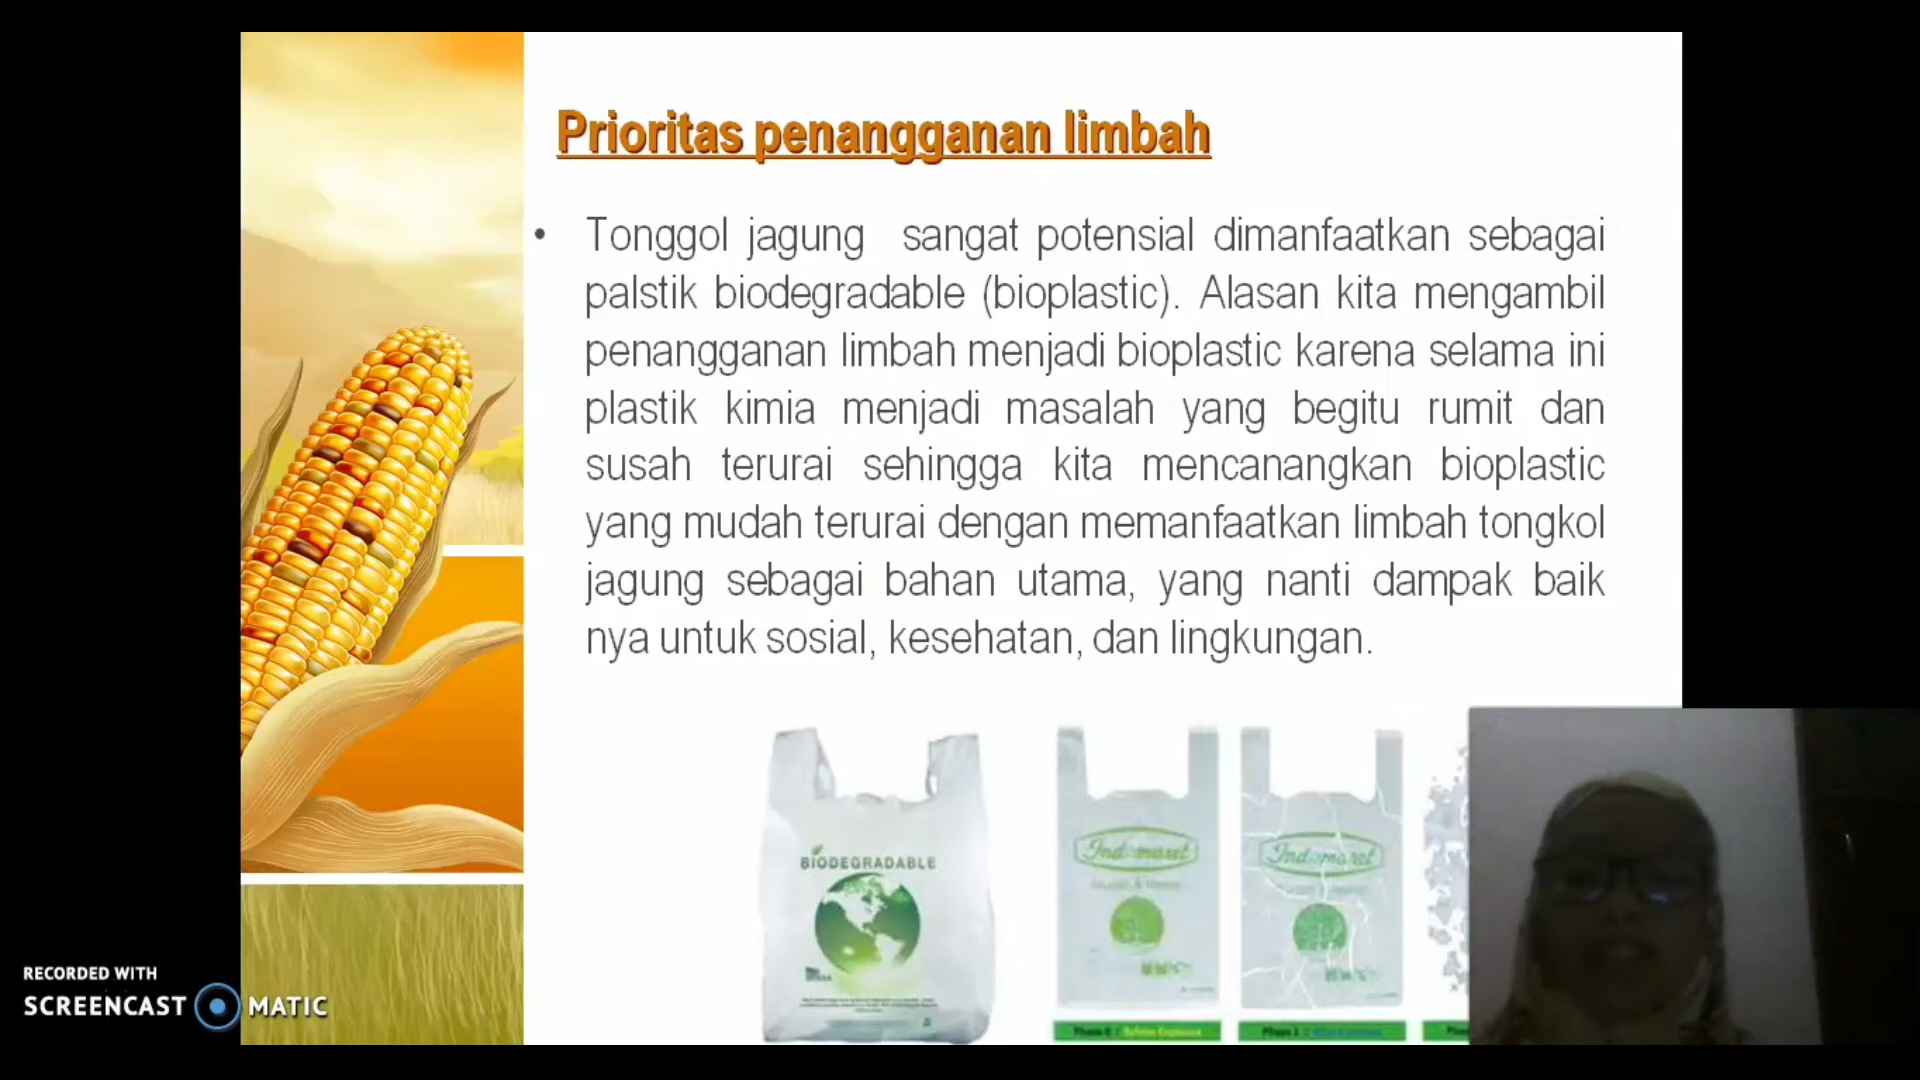 Prioritas penangganan limbah
• Tonggol jagung sangat potensial dimanfaatkan sebagai
palstik biodegradable (bioplastic). Alasan kita mengambil
penangganan limbah menjadi bioplastic karena selama ini
plastik kimia menjadi masalah yang begitu rumit dan
susah terurai sehingga kita mencanangkan bioplastic
yang mudah terurai dengan memanfaatkan limbah tongkol
jagung sebagai bahan utama, yang nanti dampak baik
nya untuk sosial, kesehatan, dan lingkungan.
BIODEGRADABLE
Indomaret
Indomaret
RECORDED WITH
SCREENCAST MATIC